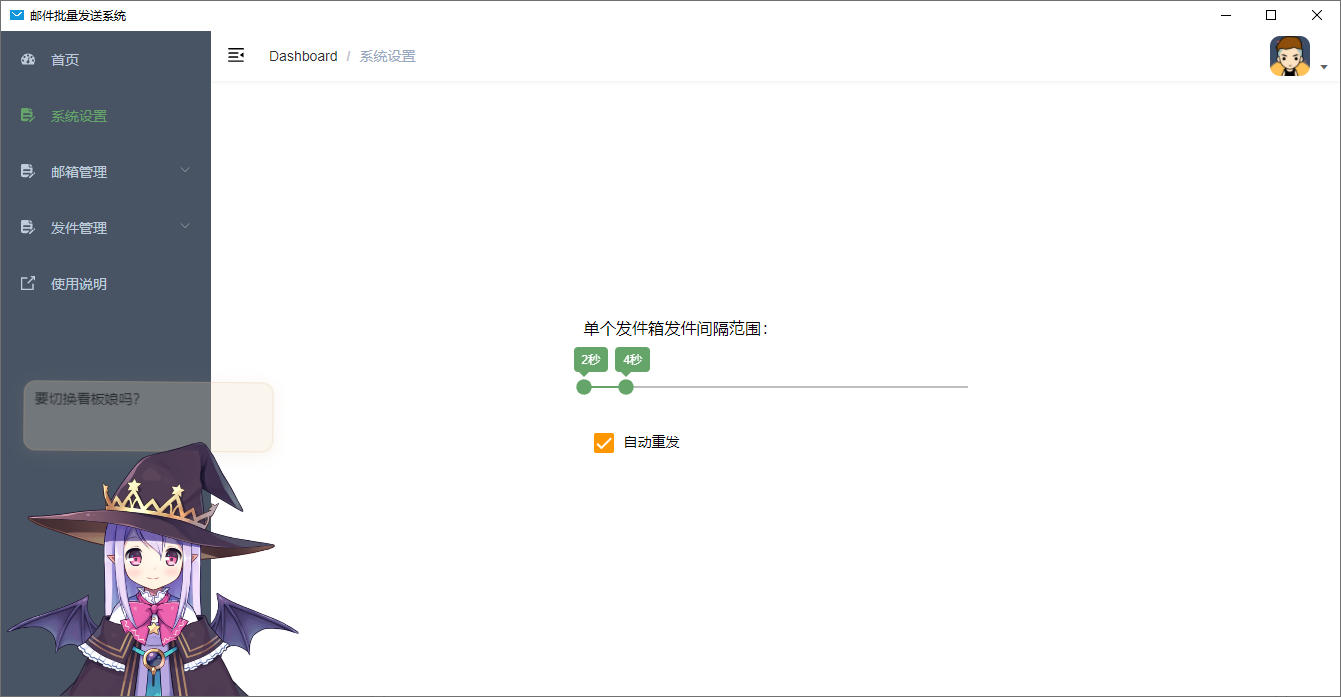 邮件批量发送系统
首页
系统设置
邮箱管理
发件管理
使用说明
Dashboard / 系统设置
单个发件箱发件间隔范围：
2秒 4秒
自动重发
要切换看板娘吗？